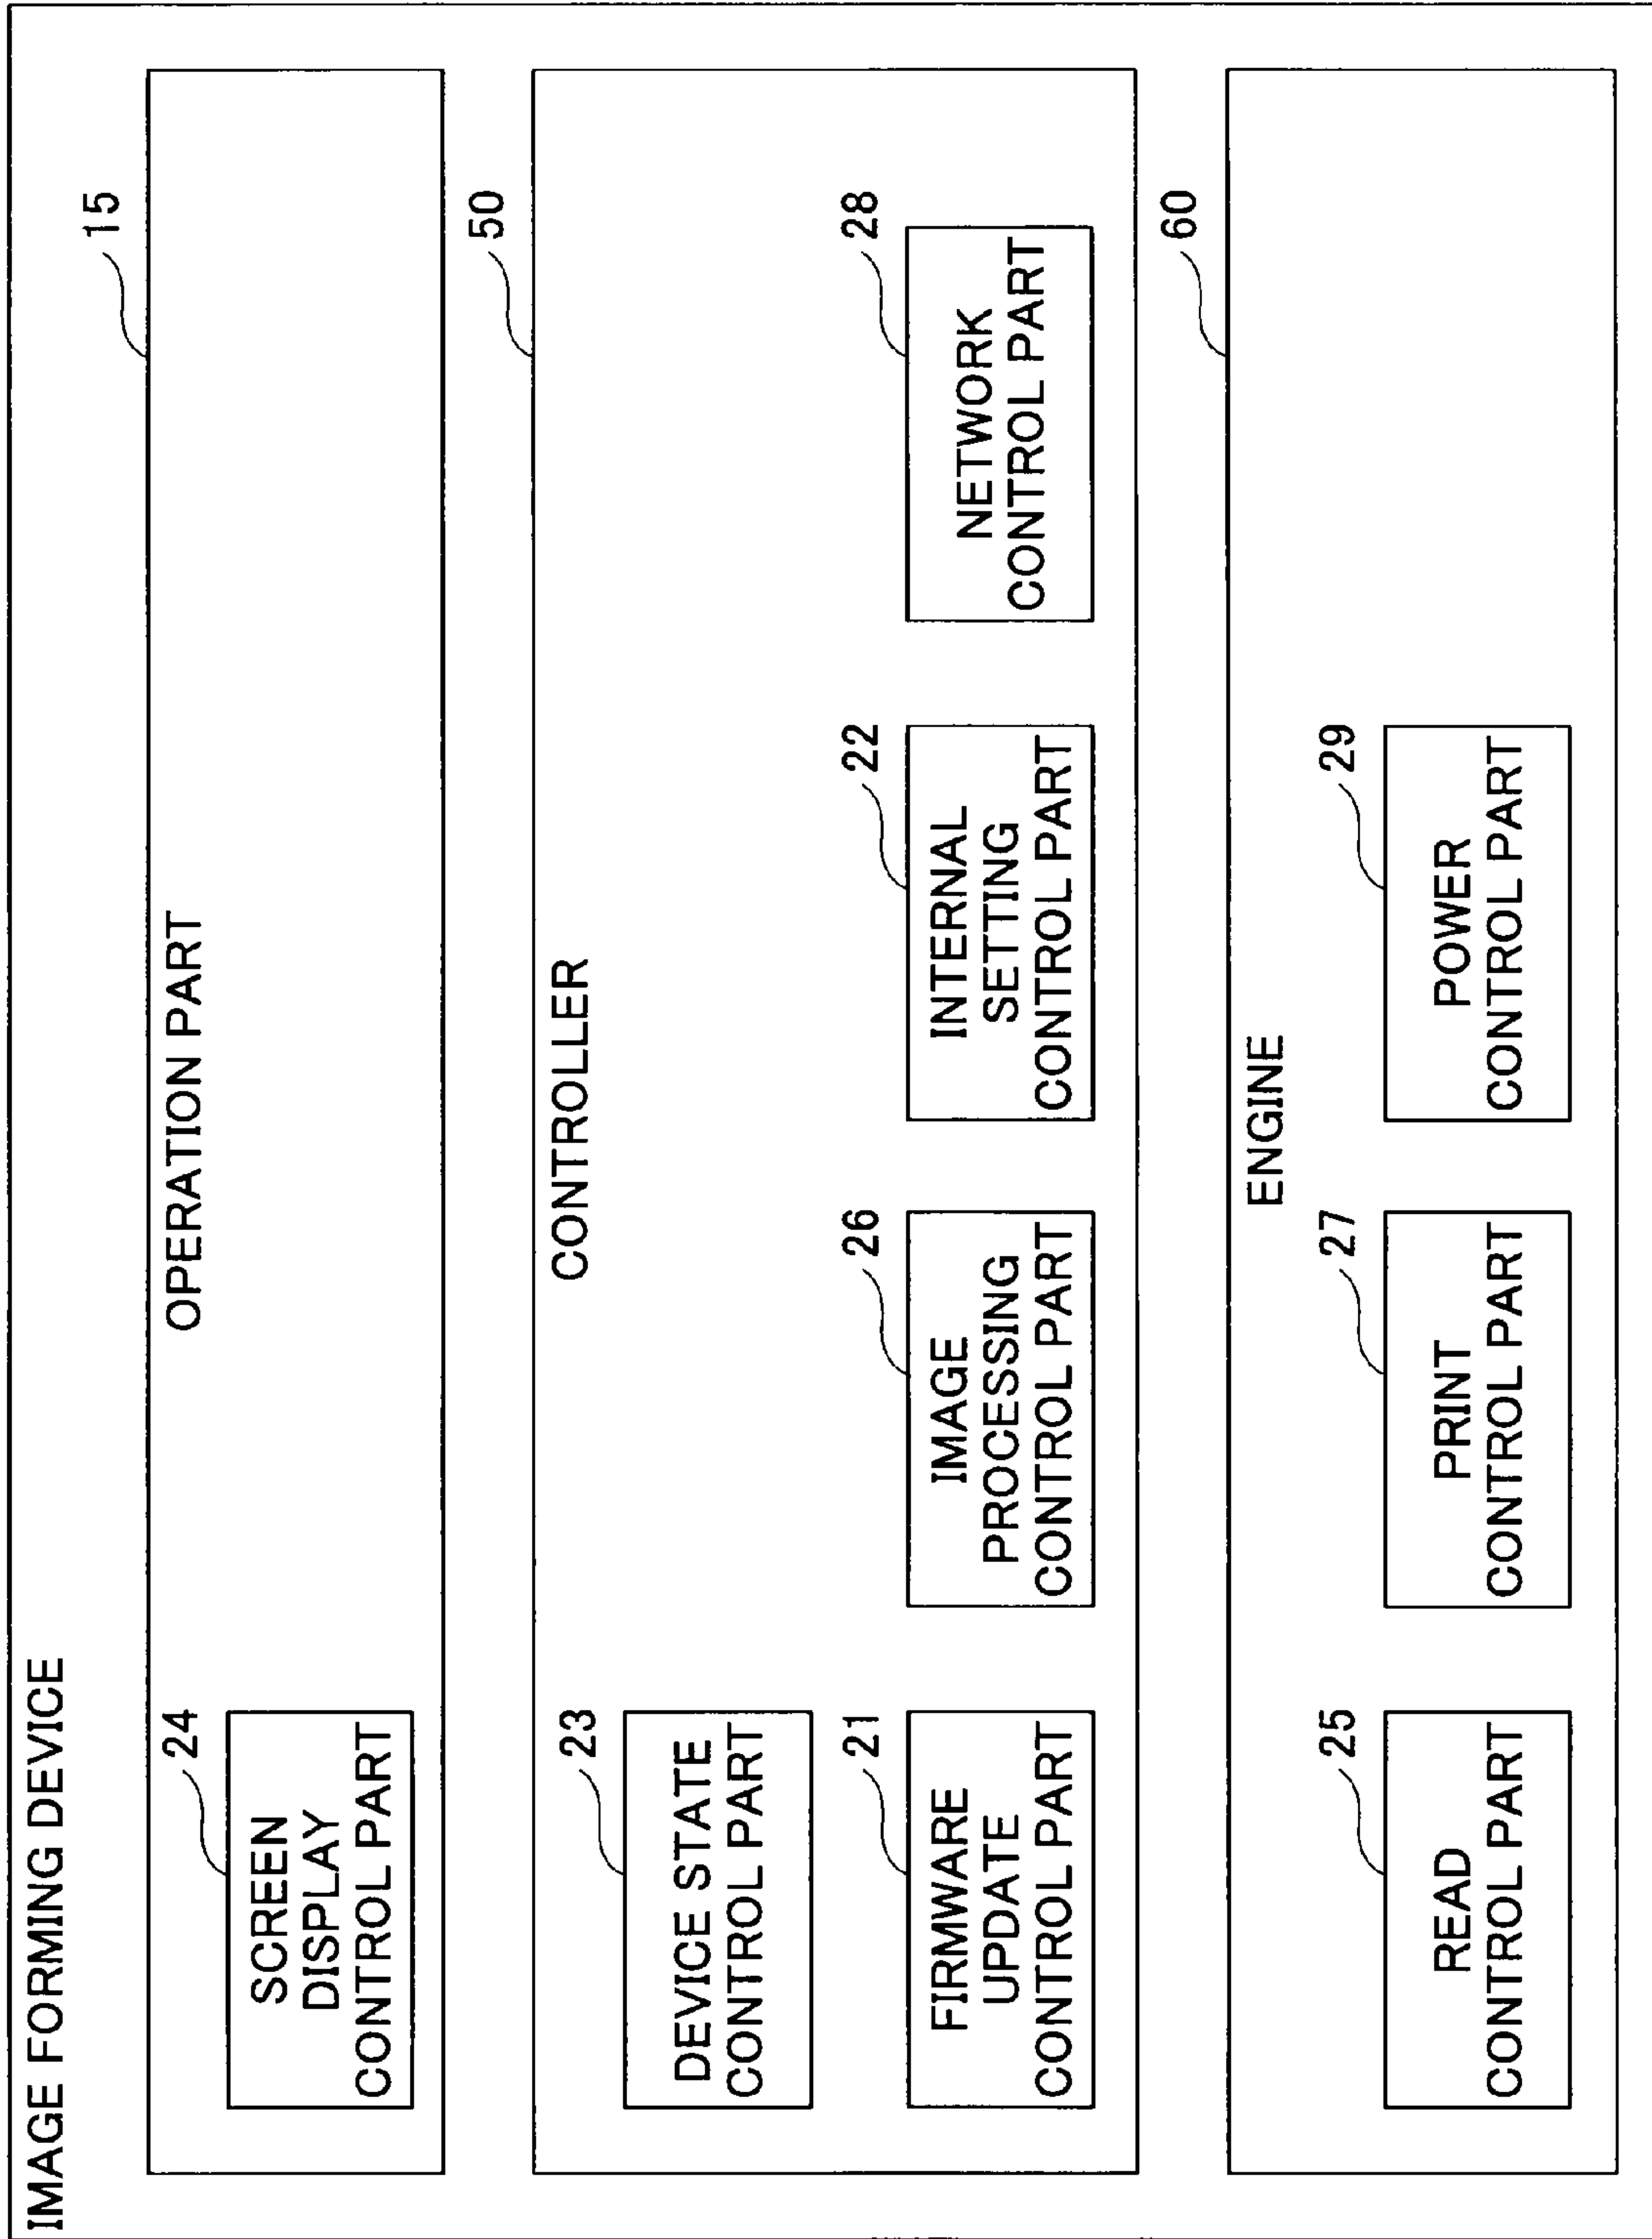 IMAGE FORMING DEVICE
15
OPERATION PART
24
SCREEN
DISPLAY
CONTROL PART
50
CONTROLLER
23
DEVICE STATE
CONTROL PART
21
FIRMWARE
UPDATE
CONTROL PART
26
IMAGE
PROCESSING
CONTROL PART
22
INTERNAL
SETTING
CONTROL PART
28
NETWORK
CONTROL PART
60
ENGINE
25
READ
CONTROL PART
27
PRINT
CONTROL PART
29
POWER
CONTROL PART